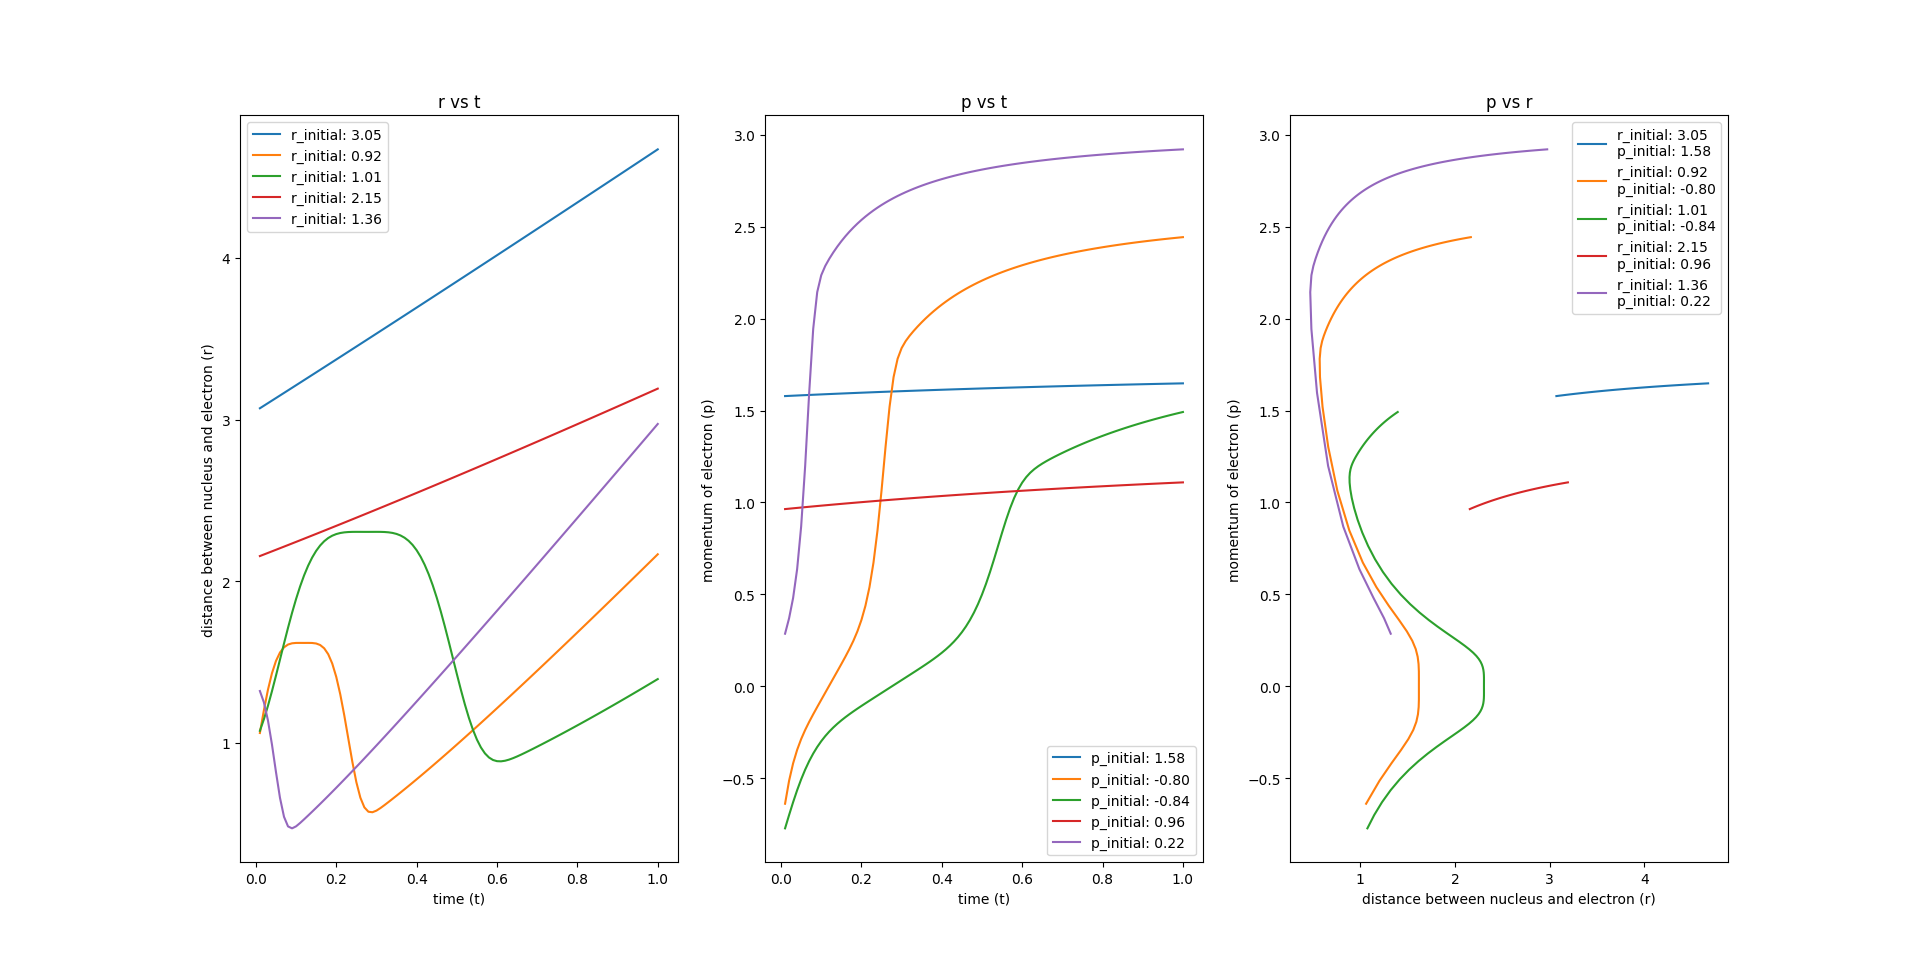 r vs t
distance between nucleus and electron (r)
4
3
2
1
r_initial: 3.05
r_initial: 0.92
r_initial: 1.01
r_initial: 2.15
r_initial: 1.36
0.0 0.2 0.4 0.6 0.8 1.0
time (t)
p vs t
momentum of electron (p)
3.0
2.5
2.0
1.5
1.0
0.5
0.0
−0.5
p_initial: 1.58
p_initial: -0.80
p_initial: -0.84
p_initial: 0.96
p_initial: 0.22
0.0 0.2 0.4 0.6 0.8 1.0
time (t)
p vs r
momentum of electron (p)
3.0
2.5
2.0
1.5
1.0
0.5
0.0
−0.5
r_initial: 3.05
p_initial: 1.58
r_initial: 0.92
p_initial: -0.80
r_initial: 1.01
p_initial: -0.84
r_initial: 2.15
p_initial: 0.96
r_initial: 1.36
p_initial: 0.22
1 2 3 4
distance between nucleus and electron (r)